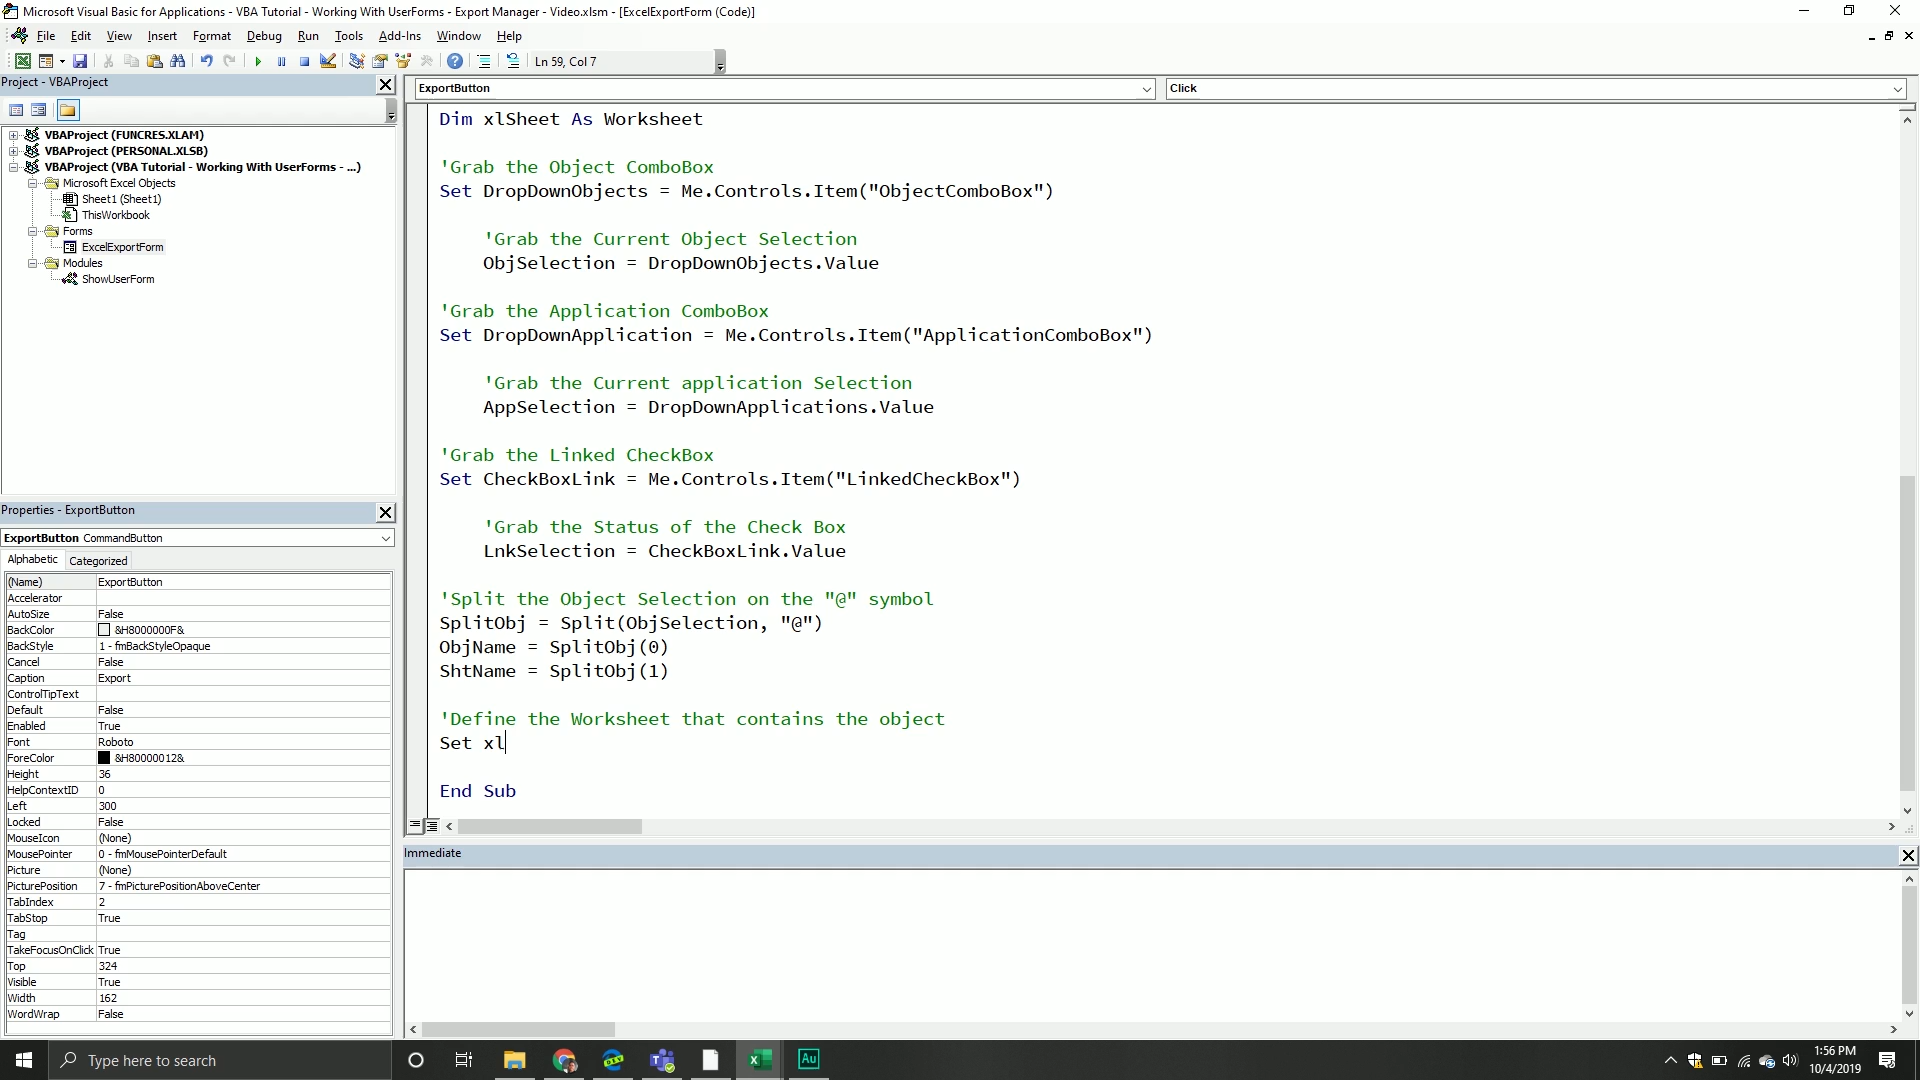 Microsoft Visual Basic for Applications - VBA Tutorial - Working With UserForms - Export Manager - Video.xlsm - [ExcelExportForm (Code)]
File Edit View Insert Format Debug Run Tools Add-Ins Window Help
Ln 59, Col 7
Project - VBAProject
VBAProject (FUNCRES.XLAM)
VBAProject (PERSONAL.XLSB)
VBAProject (VBA Tutorial - Working With UserForms - ...)
Microsoft Excel Objects
Sheet1 (Sheet1)
ThisWorkbook
Forms
ExcelExportForm
Modules
ShowUserForm
Properties - ExportButton
ExportButton CommandButton
Alphabetic Categorized
(Name) ExportButton
Accelerator
AutoSize False
BackColor &H8000000F&
BackStyle 1 - fmBackStyleOpaque
Cancel False
Caption Export
ControlTipText
Default False
Enabled True
Font Roboto
ForeColor &H80000012&
Height 36
HelpContextID 0
Left 300
Locked False
MouseIcon (None)
MousePointer 0 - fmMousePointerDefault
Picture (None)
PicturePosition 7 - fmPicturePositionAboveCenter
TabIndex 2
TabStop True
Tag
TakeFocusOnClick True
Top 324
Visible True
Width 162
WordWrap False
ExportButton Click
Dim xlSheet As Worksheet
'Grab the Object ComboBox
Set DropDownObjects = Me.Controls.Item("ObjectComboBox")
'Grab the Current Object Selection
ObjSelection = DropDownObjects.Value
'Grab the Application ComboBox
Set DropDownApplication = Me.Controls.Item("ApplicationComboBox")
'Grab the Current application Selection
AppSelection = DropDownApplications.Value
'Grab the Linked CheckBox
Set CheckBoxLink = Me.Controls.Item("LinkedCheckBox")
'Grab the Status of the Check Box
LnkSelection = CheckBoxLink.Value
'Split the Object Selection on the "@" symbol
SplitObj = Split(ObjSelection, "@")
ObjName = SplitObj(0)
ShtName = SplitObj(1)
'Define the Worksheet that contains the object
Set xl
End Sub
Immediate
Type here to search
DEV
Au
1:56 PM
10/4/2019